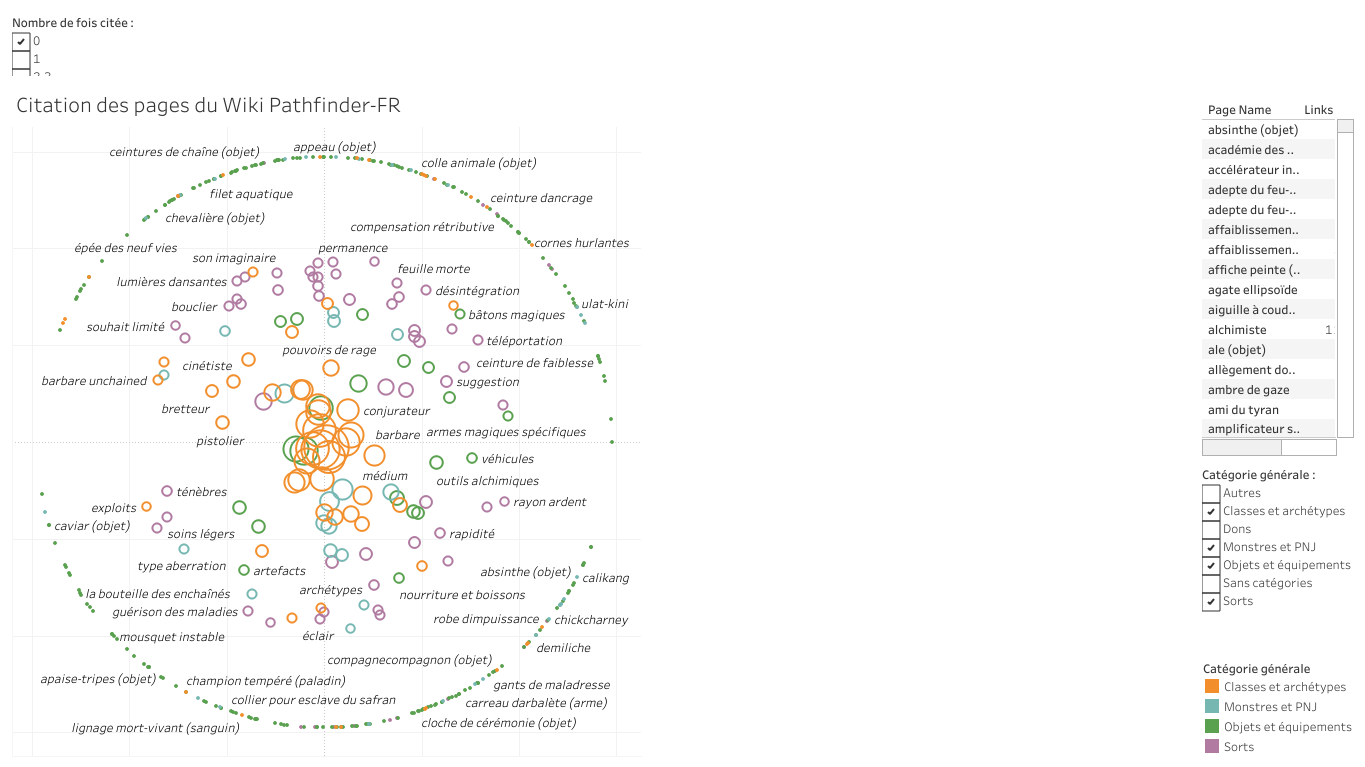 Nombre de fois citée :
0
1
Citation des pages du Wiki Pathfinder-FR
ceintures de chaîne (objet)
appeau (objet)
colle animale (objet)
filet aquatique
ceinture dancrage
chevalière (objet)
compensation rétributive
épée des neuf vies
permanence
cornes hurlantes
son imaginaire
feuille morte
lumières dansantes
désintégration
bouclier
ulat-kini
bâtons magiques
souhait limité
téléportation
pouvoirs de rage
cinétiste
ceinture de faiblesse
barbare unchained
suggestion
bretteur
conjurateur
pistolier
barbare
armes magiques spécifiques
véhicules
médium
outils alchimiques
ténèbres
rayon ardent
exploits
caviar (objet)
soins légers
rapidité
type aberration
artefacts
absinthe (objet)
calikang
la bouteille des enchaînés
archétypes
nourriture et boissons
guérison des maladies
robe dimpuissance
chickcharney
mousquet instable
éclair
demiliche
compagnecompagnon (objet)
apaise-tripes (objet)
champion tempéré (paladin)
gants de maladresse
collier pour esclave du safran
carreau darbalète (arme)
lignage mort-vivant (sanguin)
cloche de cérémonie (objet)
Page Name Links
absinthe (objet)
académie des ..
accélérateur in..
adepte du feu-..
adepte du feu-..
affaiblissemen..
affaiblissemen..
affiche peinte (..
agate ellipsoïde
aiguille à coud..
alchimiste 1
ale (objet)
allègement do..
ambre de gaze
ami du tyran
amplificateur s..
Catégorie générale :
Autres
Classes et archétypes
Dons
Monstres et PNJ
Objets et équipements
Sans catégories
Sorts
Catégorie générale
Classes et archétypes
Monstres et PNJ
Objets et équipements
Sorts